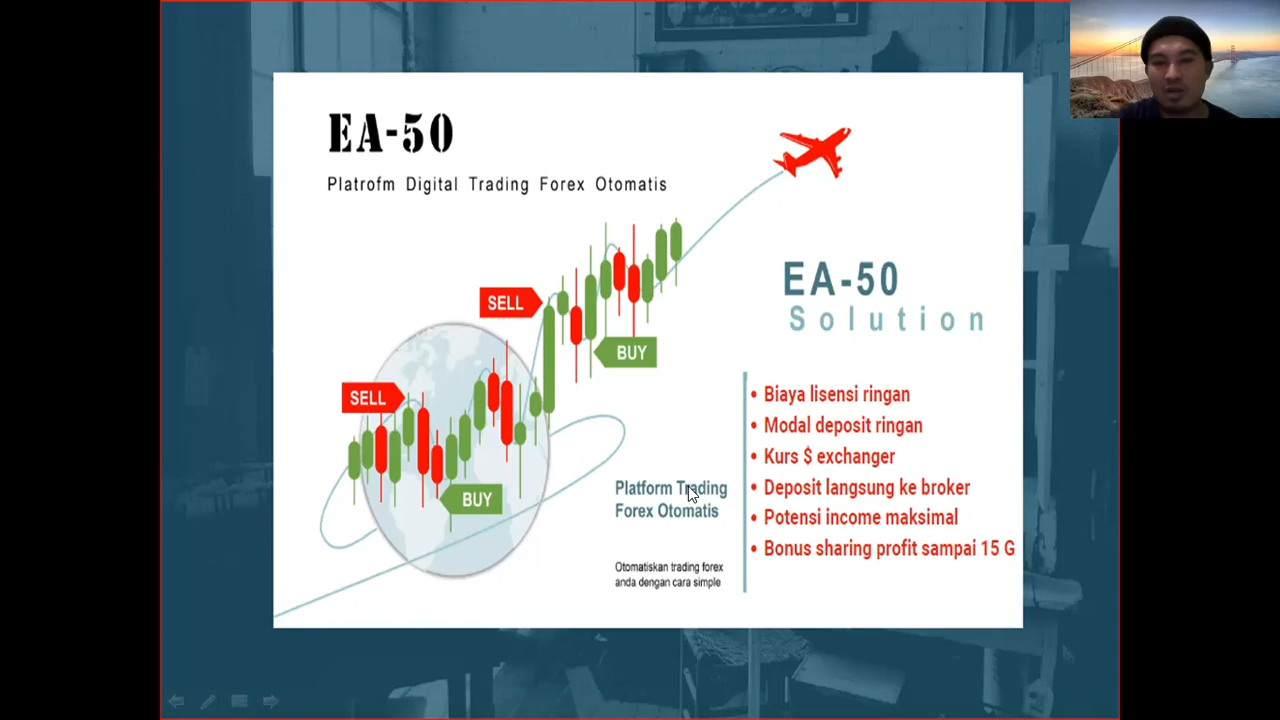 EA-50
Platrofm Digital Trading Forex Otomatis
SELL
BUY
SELL
BUY
EA-50
Solution
Platform Trading
Forex Otomatis
Otomatiskan trading forex
anda dengan cara simple
• Biaya lisensi ringan
• Modal deposit ringan
• Kurs $ exchanger
• Deposit langsung ke broker
• Potensi income maksimal
• Bonus sharing profit sampai 15 G